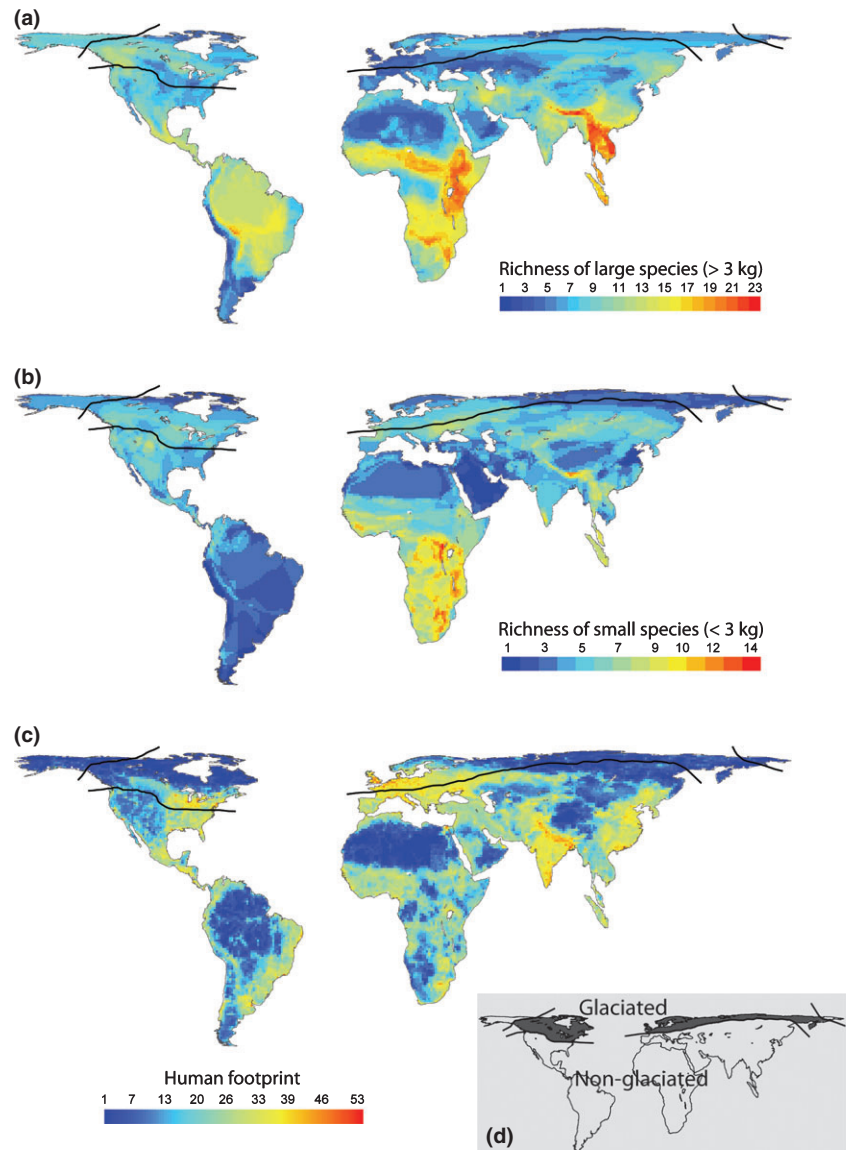 (a)
Richness of large species (> 3 kg)
1 3 5 7 9 11 13 15 17 19 21 23
(b)
Richness of small species (< 3 kg)
1 3 5 7 9 10 12 14
(c)
Human footprint
1 7 13 20 26 33 39 46 53
Glaciated
Non-glaciated
(d)